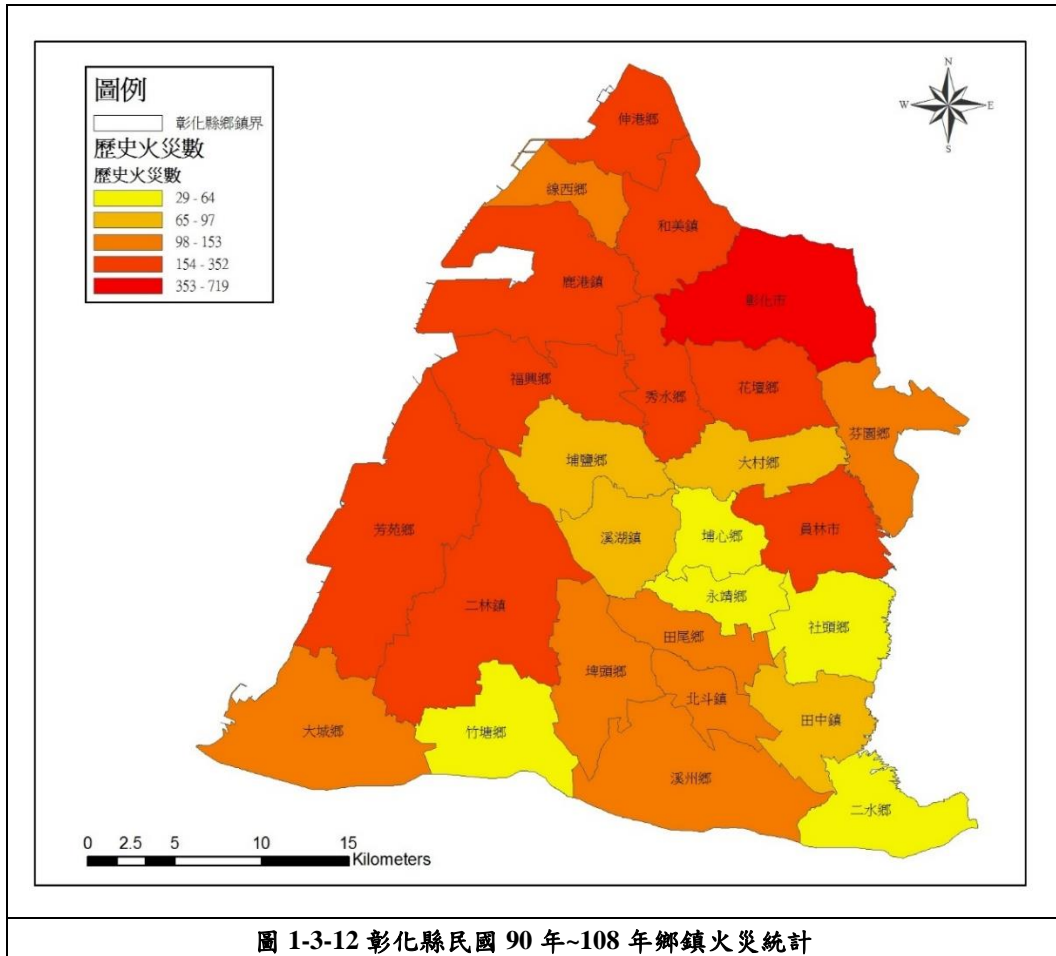 圖例
彰化縣鄉鎮界
歷史火災數
歷史火災數
29 - 64
65 - 97
98 - 153
154 - 352
353 - 719
N
W
E
S
伸港鄉
線西鄉
和美鎮
鹿港鎮
彰化市
福興鄉
秀水鄉
花壇鄉
芬園鄉
埔鹽鄉
大村鄉
芳苑鄉
溪湖鎮
埔心鄉
員林市
二林鎮
永靖鄉
社頭鄉
田尾鄉
埤頭鄉
北斗鎮
大城鄉
竹塘鄉
田中鎮
溪州鄉
二水鄉
0 2.5 5 10 15
Kilometers
圖 1-3-12 彰化縣民國 90 年~108 年鄉鎮火災統計